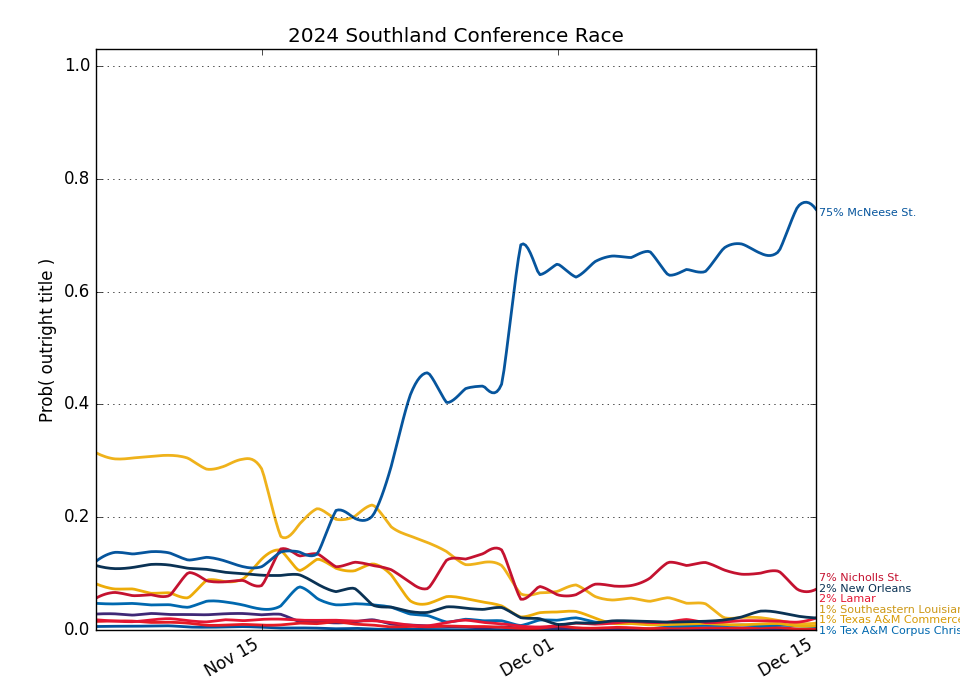 2024 Southland Conference Race
Prob( outright title )
1.0
0.8
0.6
0.4
0.2
0.0
Nov 15
Dec 01
Dec 15
75% McNeese St.
7% Nicholls St.
2% New Orleans
2% Lamar
1% Southeastern Louisian
1% Texas A&M Commerce
1% Tex A&M Corpus Chris